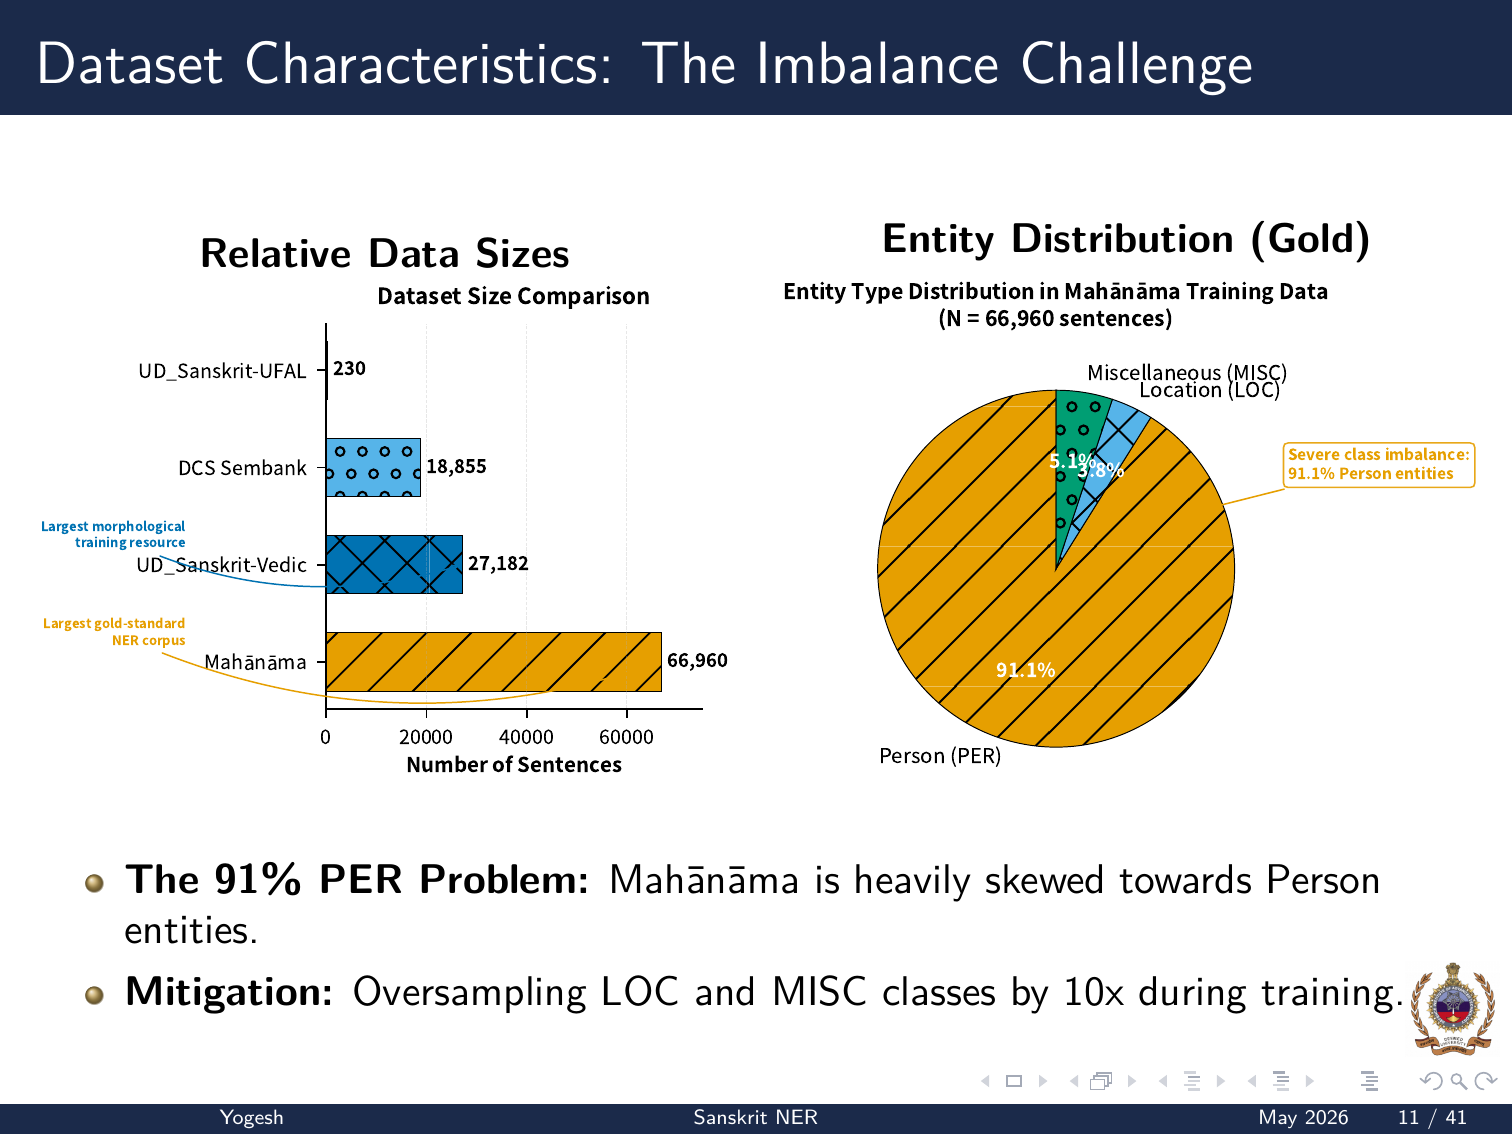 Dataset Characteristics: The Imbalance Challenge
Relative Data Sizes
Dataset Size Comparison
UD_Sanskrit-UFAL
230
DCS Sembank
18,855
Largest morphological
training resource
UD_Sanskrit-Vedic
27,182
Largest gold-standard
NER corpus
Mahānāma
66,960
0 20000 40000 60000
Number of Sentences
Entity Distribution (Gold)
Entity Type Distribution in Mahānāma Training Data
(N = 66,960 sentences)
Miscellaneous (MISC)
Location (LOC)
5.1%
3.8%
Severe class imbalance:
91.1% Person entities
91.1%
Person (PER)
The 91% PER Problem: Mahānāma is heavily skewed towards Person
entities.
Mitigation: Oversampling LOC and MISC classes by 10x during training.
Yogesh Sanskrit NER May 2026 11 / 41